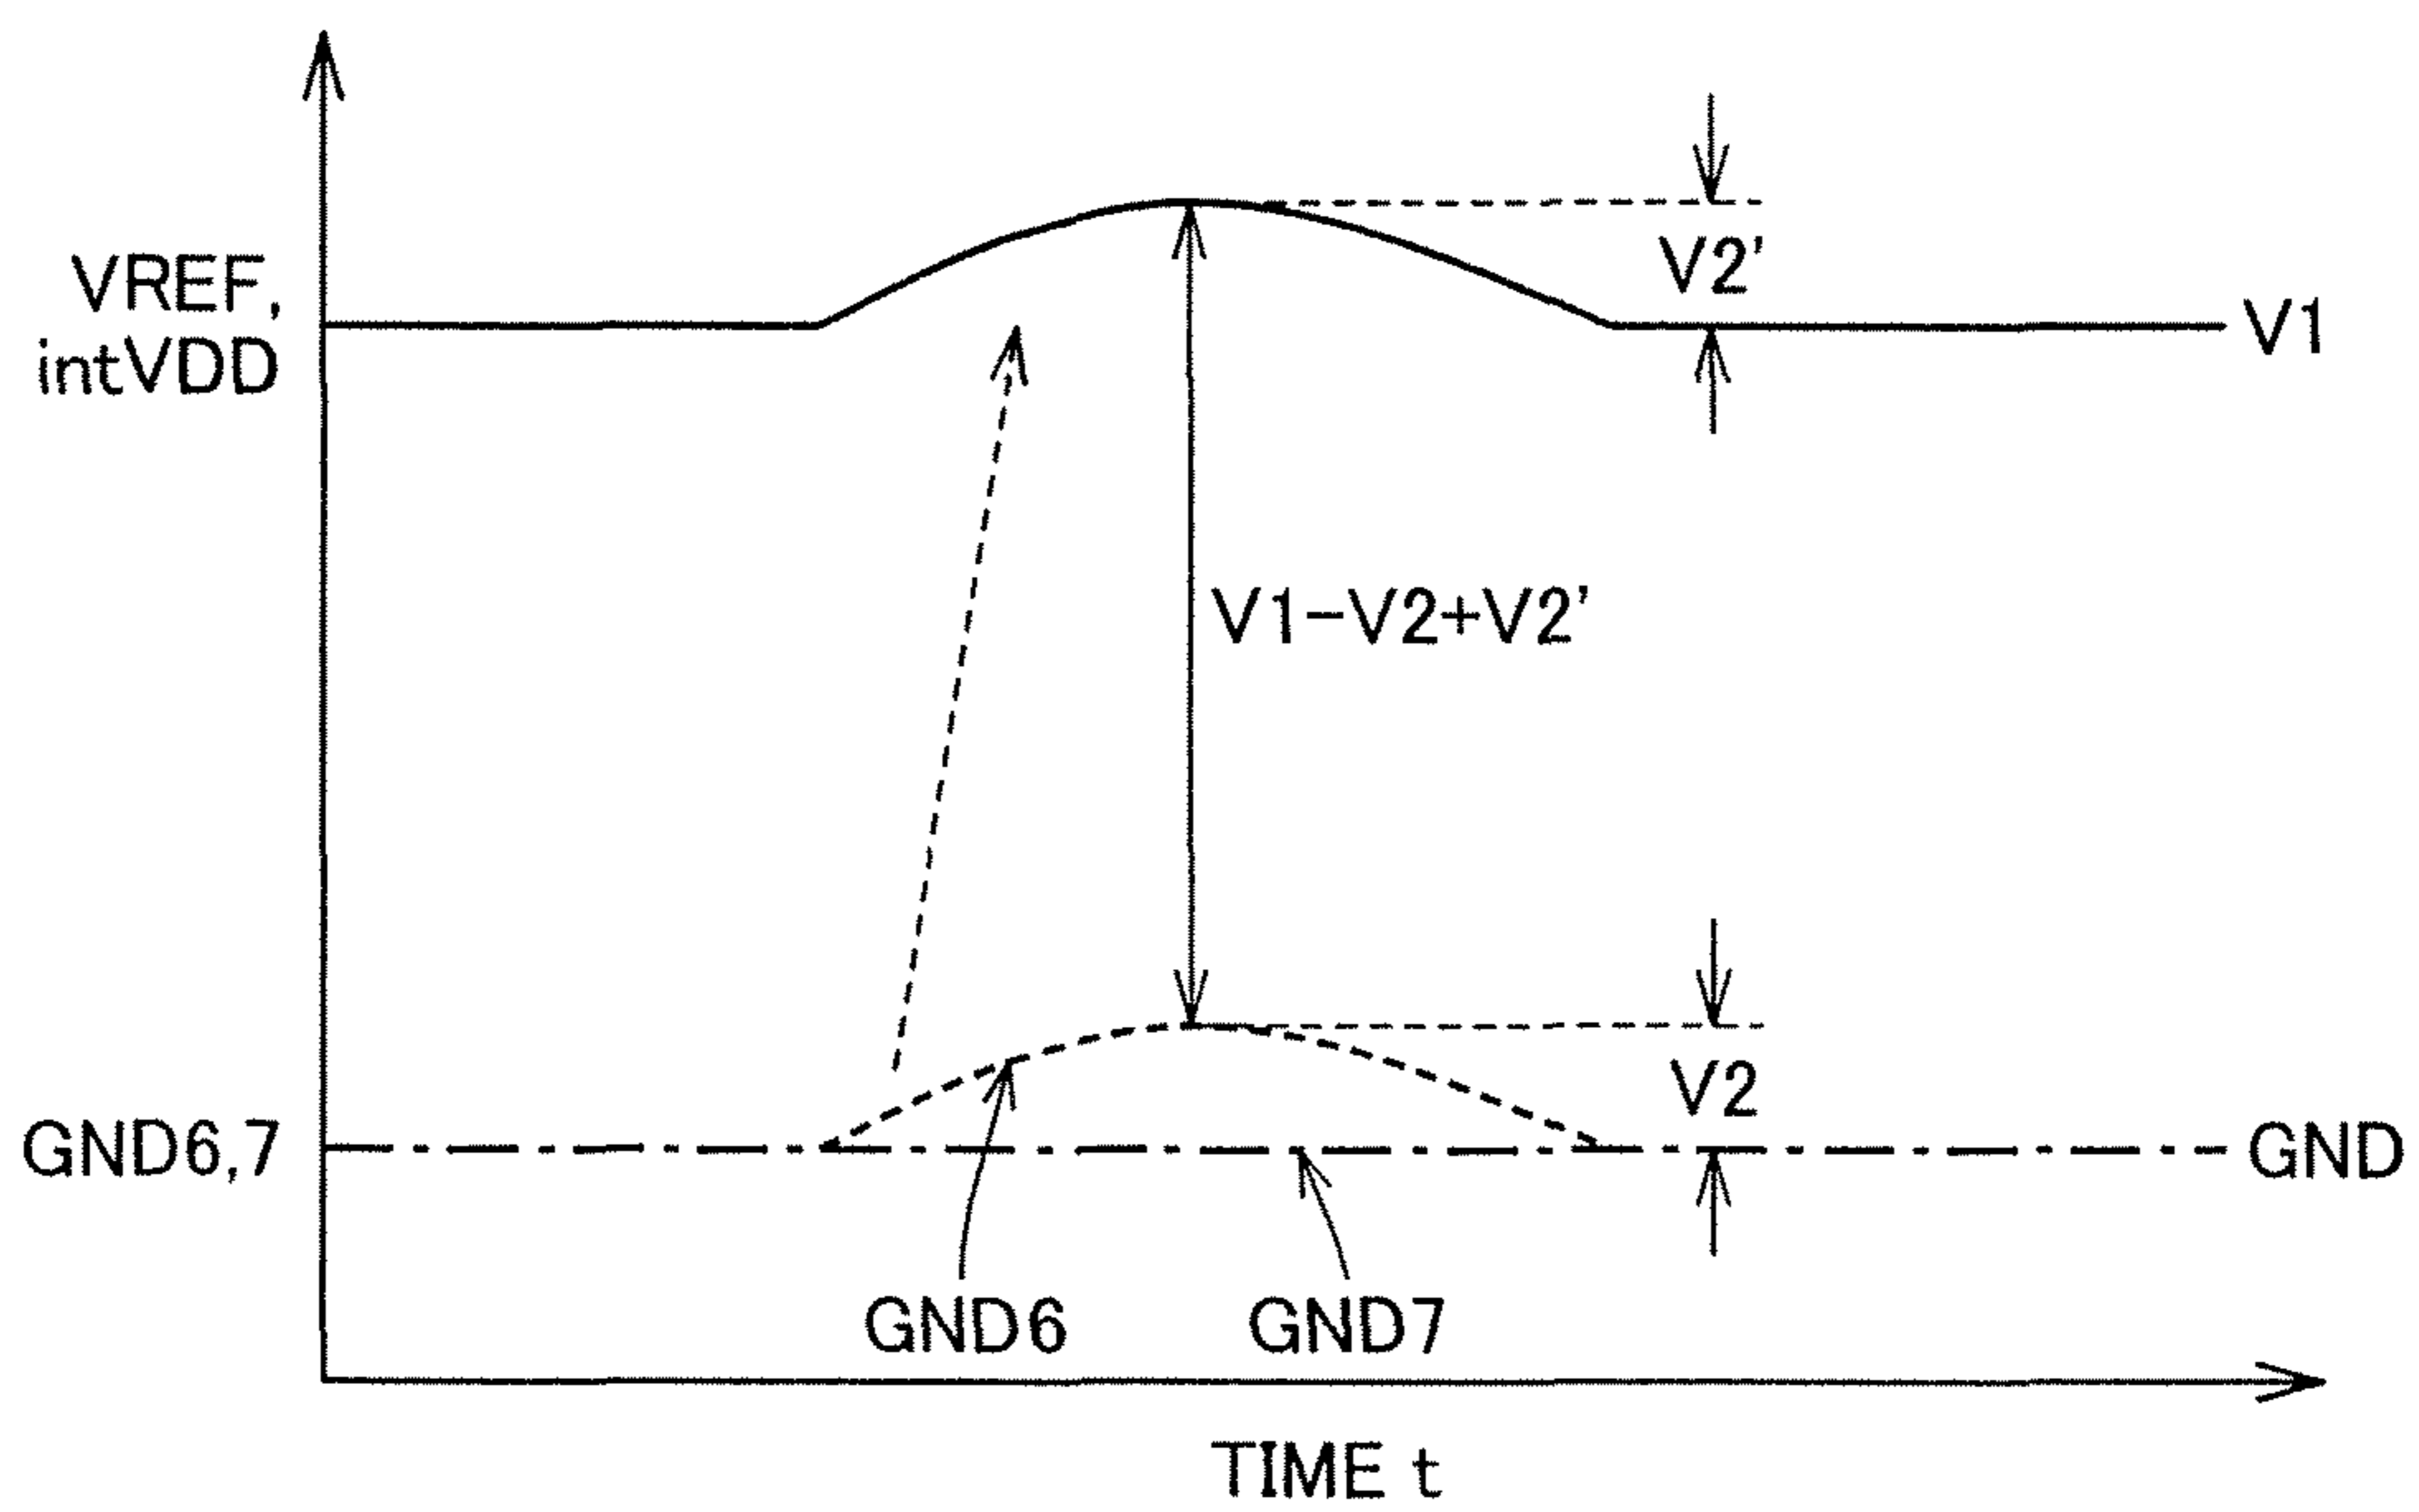 VREF,
intVDD
V2'
V1
V1-V2+V2'
V2
GND6,7
GND
GND6
GND7
TIME t